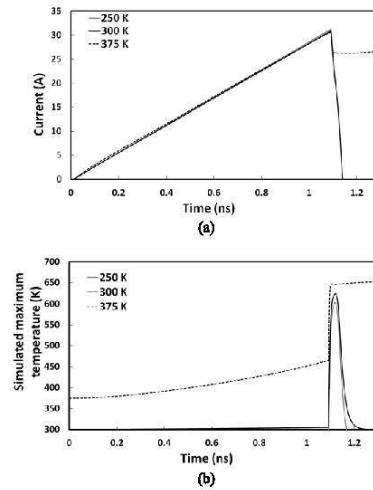 35
30
25
20
15
10
5
0
Current (A)
250 K
300 K
375 K
0 0.2 0.4 0.6 0.8 1 1.2
Time (ns)
(a)
700
650
600
550
500
450
400
350
300
Simulated maximum
temperature (K)
250 K
300 K
375 K
0 0.2 0.4 0.6 0.8 1 1.2
Time (ns)
(b)